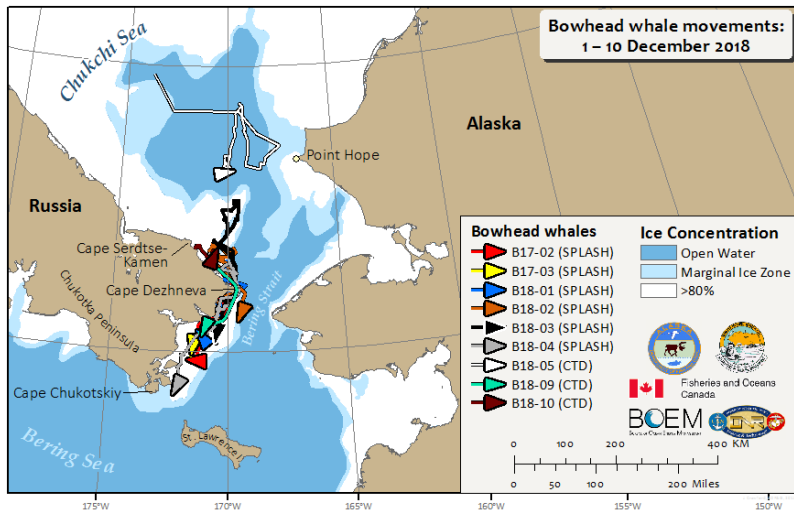 Bowhead whale movements:
1 – 10 December 2018
Chukchi Sea
Alaska
Point Hope
Russia
Cape Serdtse-
Kamen
Cape Dezhneva
Chukotka Peninsula
Bering Strait
Cape Chukotskiy
St. Lawrence I.
Bering Sea
Bowhead whales
B17-02 (SPLASH)
B17-03 (SPLASH)
B18-01 (SPLASH)
B18-02 (SPLASH)
B18-03 (SPLASH)
B18-04 (SPLASH)
B18-05 (CTD)
B18-09 (CTD)
B18-10 (CTD)
Ice Concentration
Open Water
Marginal Ice Zone
>80%
Fisheries and Oceans
Canada
BOEM
0 100 200 400 KM
0 50 100 200 Miles
175°W 170°W 165°W 160°W 155°W 150°W